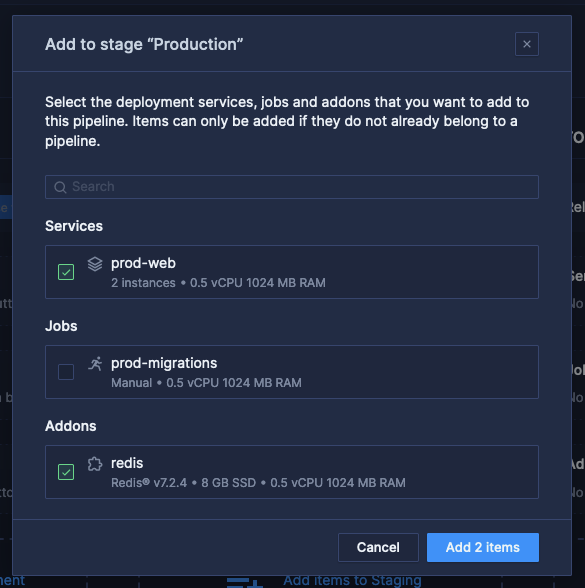 Add to stage “Production”
Select the deployment services, jobs and addons that you want to add to
this pipeline. Items can only be added if they do not already belong to a
pipeline.
Search
Services
prod-web
2 instances • 0.5 vCPU 1024 MB RAM
Jobs
prod-migrations
Manual • 0.5 vCPU 1024 MB RAM
Addons
redis
Redis® v7.2.4 • 8 GB SSD • 0.5 vCPU 1024 MB RAM
Cancel
Add 2 items
Add items to Staging